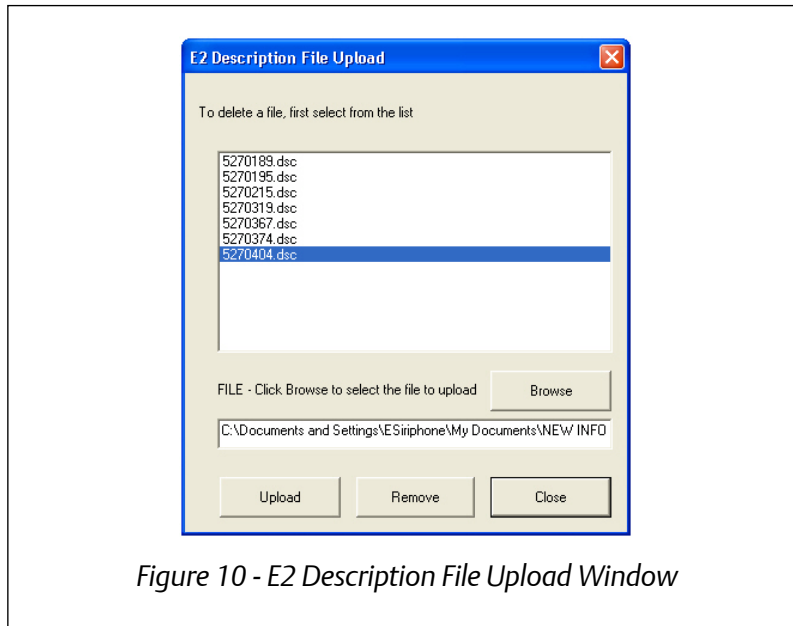 E2 Description File Upload
To delete a file, first select from the list
5270189.dsc
5270195.dsc
5270215.dsc
5270319.dsc
5270367.dsc
5270374.dsc
5270404.dsc
FILE - Click Browse to select the file to upload
Browse
C:\Documents and Settings\ESiriphone\My Documents\NEW INFO
Upload
Remove
Close
Figure 10 - E2 Description File Upload Window